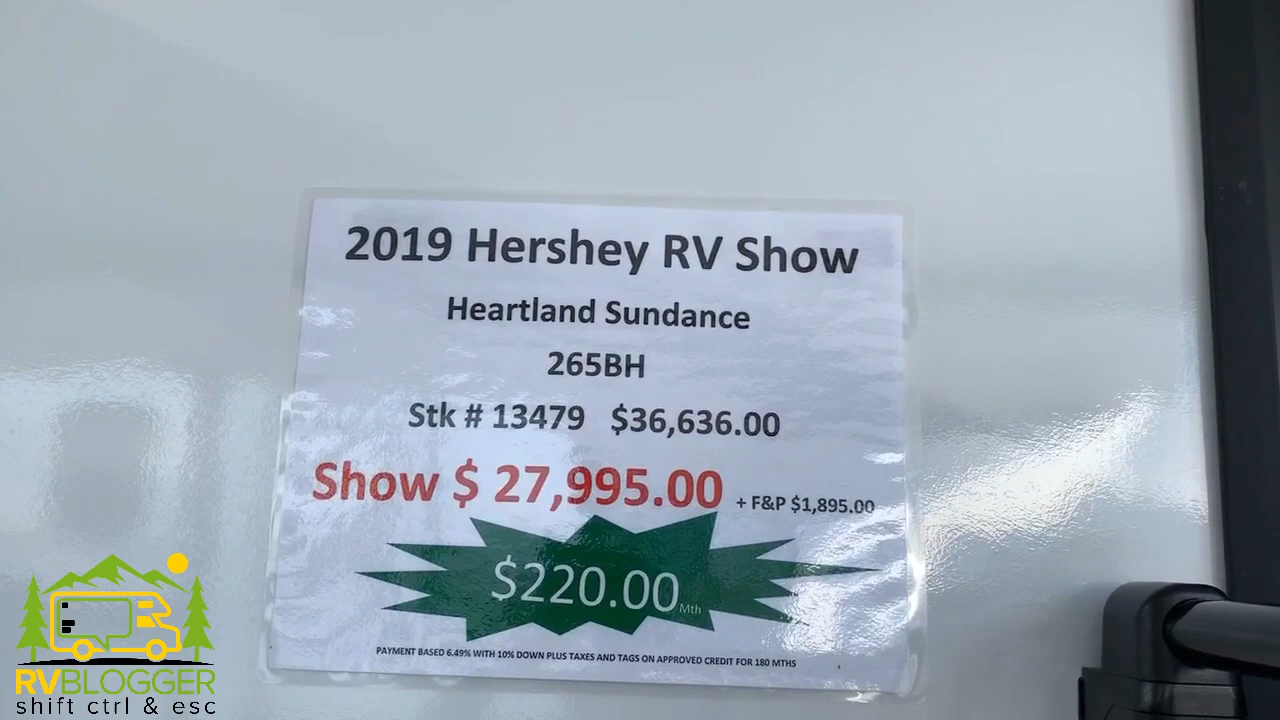 2019 Hershey RV Show
Heartland Sundance
265BH
Stk # 13479 $36,636.00
Show $ 27,995.00 + F&P $1,895.00
$220.00 Mth
PAYMENT BASED 6.49% WITH 10% DOWN PLUS TAXES AND TAGS ON APPROVED CREDIT FOR 180 MTHS
RVBLOGGER
shift ctrl & esc